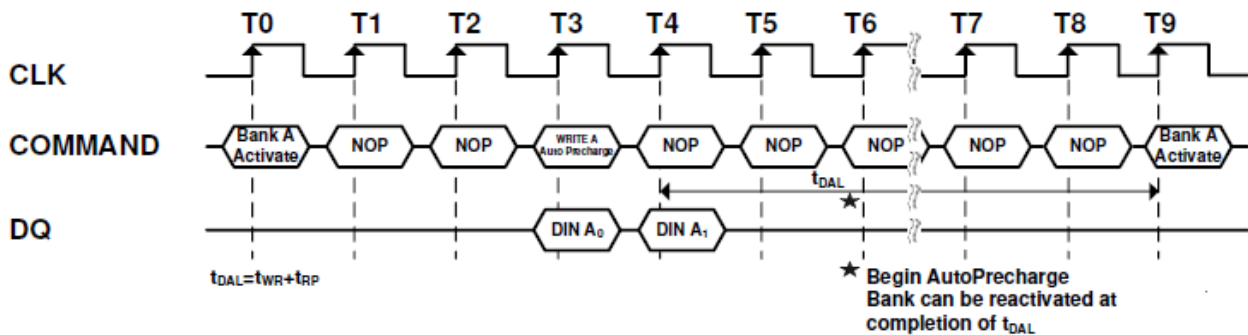 T0 T1 T2 T3 T4 T5 T6 T7 T8 T9
CLK
COMMAND
Bank A
Activate
NOP
NOP
WRITE A
Auto Precharge
NOP
NOP
NOP
NOP
NOP
Bank A
Activate
tDAL
★
DQ
DIN A0
DIN A1
tDAL=tWR+tRP
★ Begin AutoPrecharge
Bank can be reactivated at
completion of tDAL